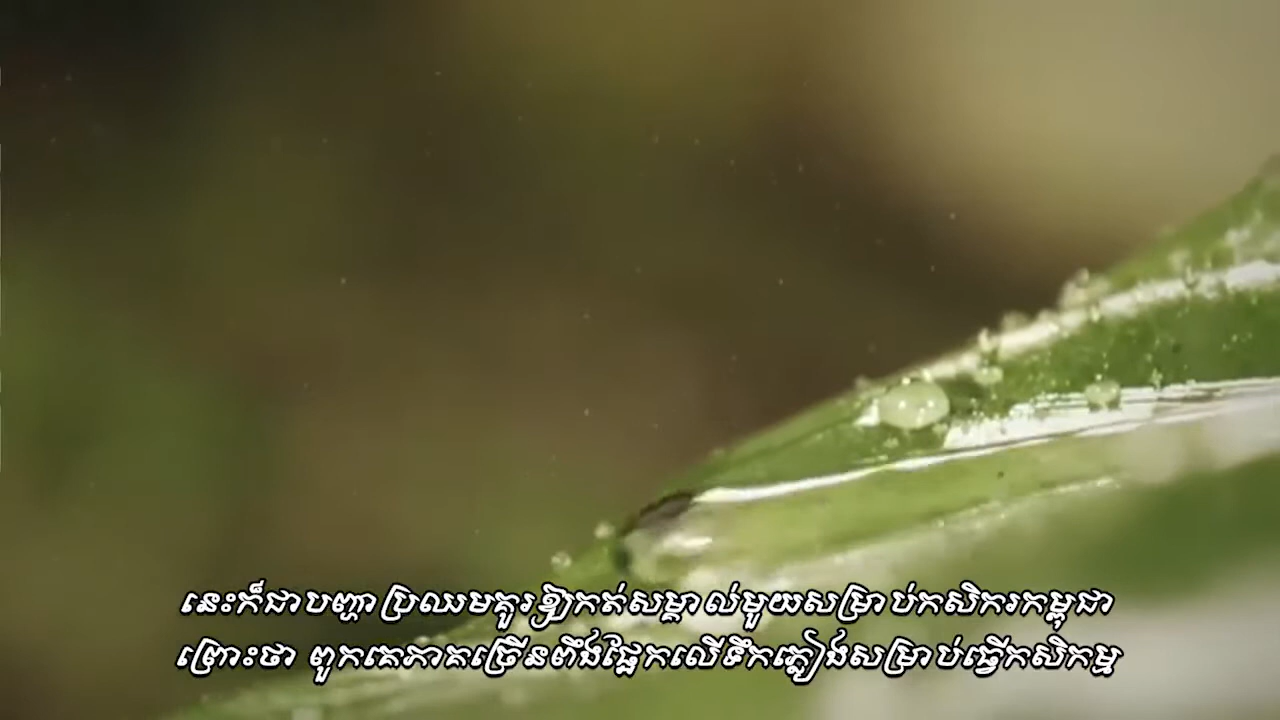 នេះក៏ជាបញ្ហាប្រឈមគួរឱ្យកត់សម្គាល់មួយសម្រាប់កសិករកម្ពុជា
ព្រោះថា ពួកគេភាគច្រើនពឹងផ្អែកលើទឹកភ្លៀងសម្រាប់ធ្វើកសិកម្ម